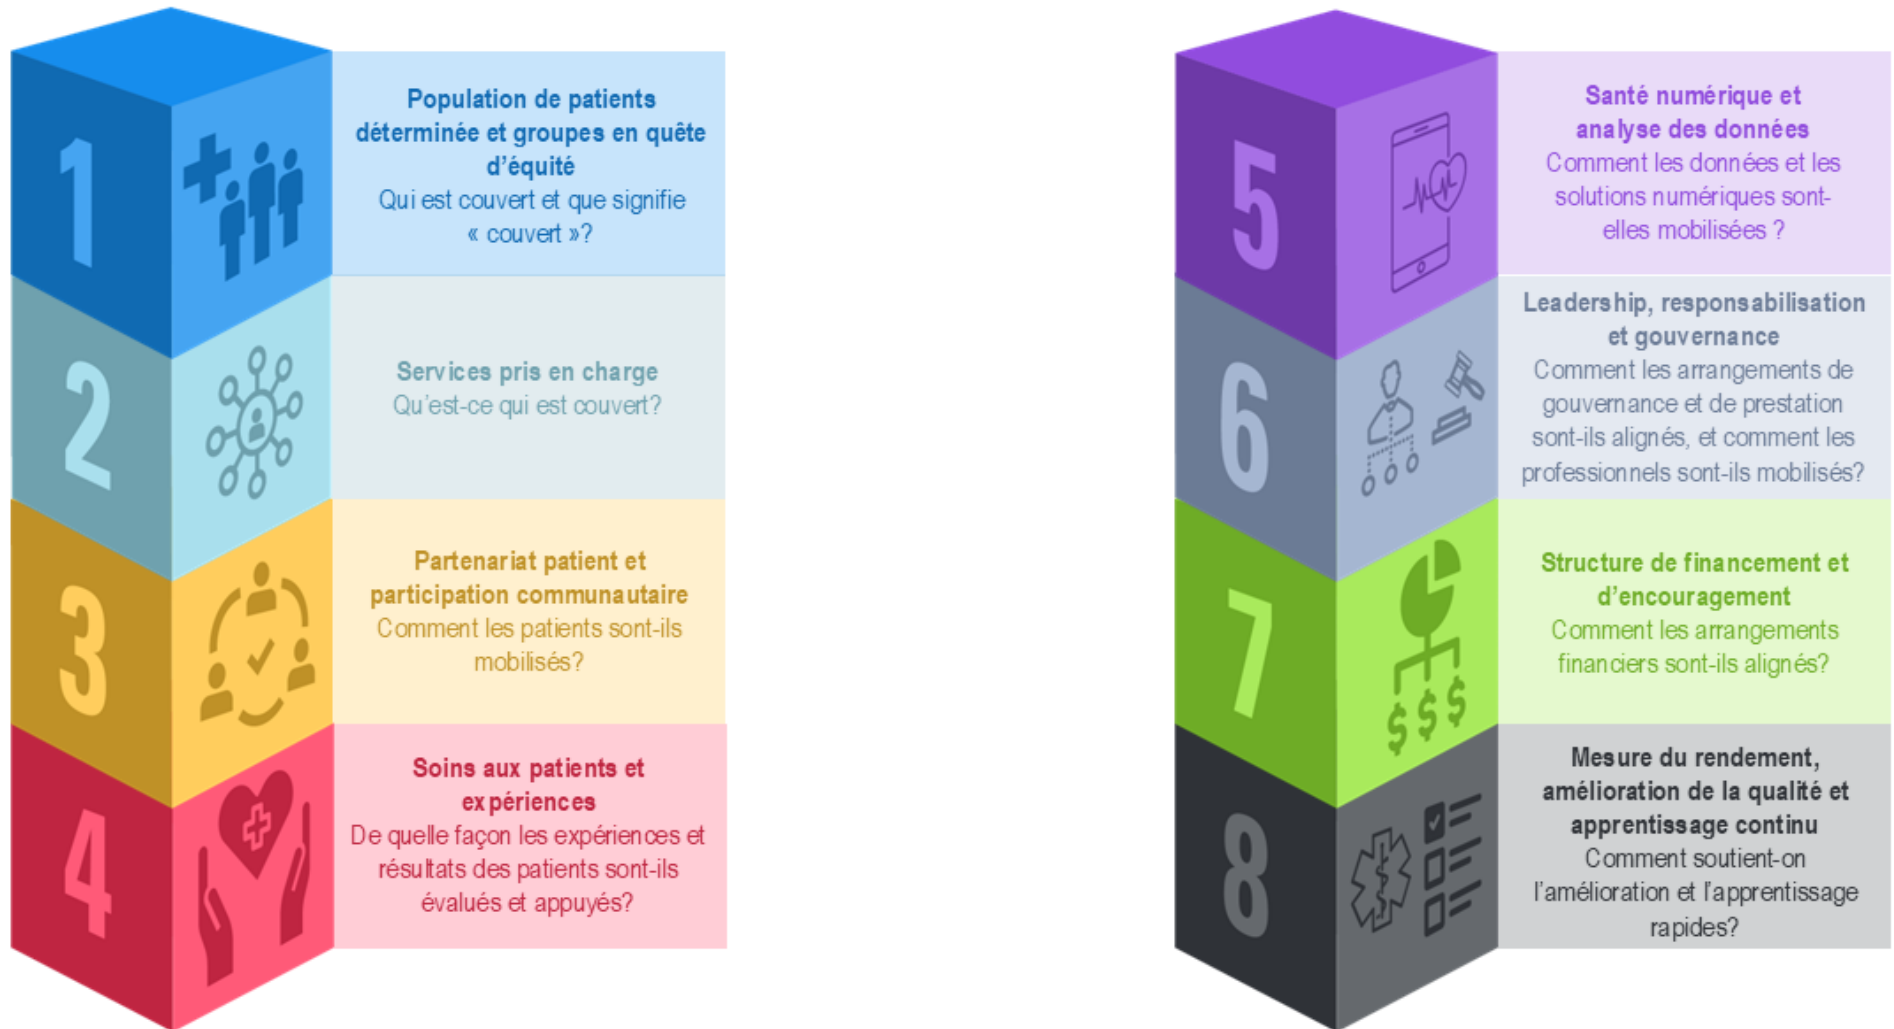 1
Population de patients
déterminée et groupes en quête
d’équité
Qui est couvert et que signifie
« couvert »?
2
Services pris en charge
Qu’est-ce qui est couvert?
3
Partenariat patient et
participation communautaire
Comment les patients sont-ils
mobilisés?
4
Soins aux patients et
expériences
De quelle façon les expériences et
résultats des patients sont-ils
évalués et appuyés?
5
Santé numérique et
analyse des données
Comment les données et les
solutions numériques sont-
elles mobilisées ?
6
Leadership, responsabilisation
et gouvernance
Comment les arrangements de
gouvernance et de prestation
sont-ils alignés, et comment les
professionnels sont-ils mobilisés?
7
$ $ $
Structure de financement et
d’encouragement
Comment les arrangements
financiers sont-ils alignés?
8
Mesure du rendement,
amélioration de la qualité et
apprentissage continu
Comment soutient-on
l’amélioration et l’apprentissage
rapides?